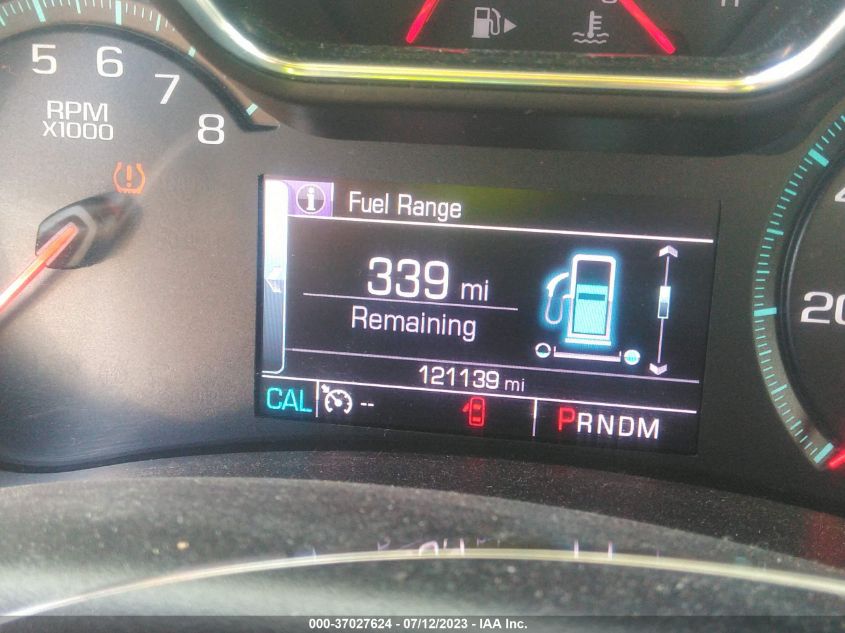 5 6 7 8
RPM
X1000
Fuel Range
339 mi
Remaining
121139 mi
CAL -- PRNDM
20
000-37027624 - 07/12/2023 - IAA Inc.